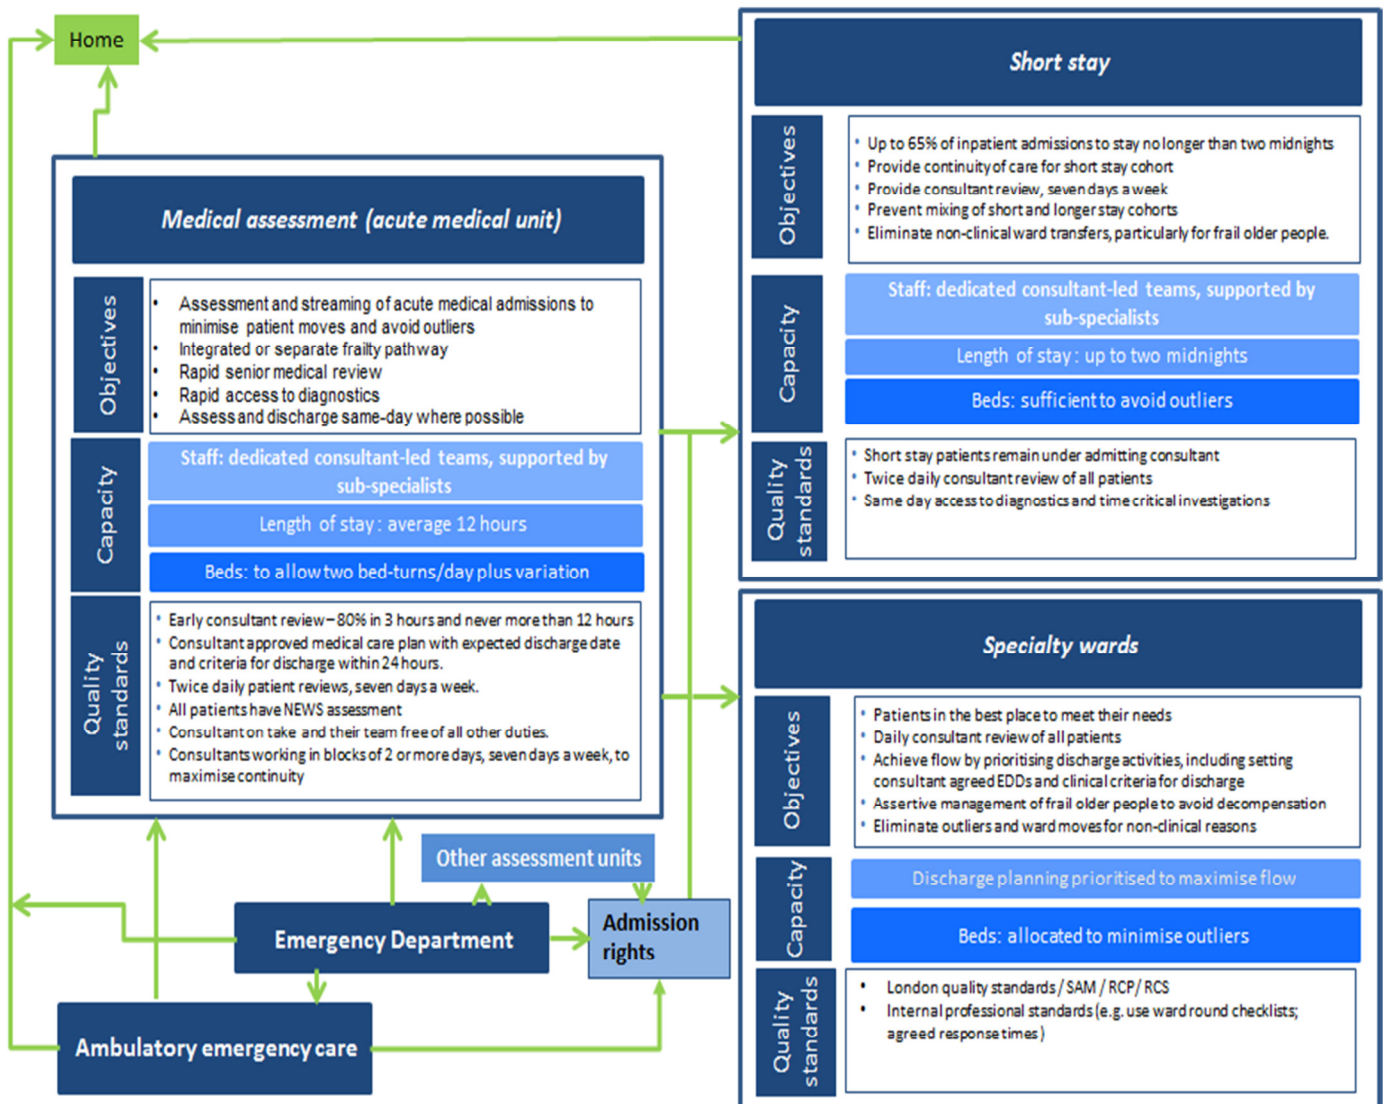 Home
Medical assessment (acute medical unit)
Objectives
• Assessment and streaming of acute medical admissions to
minimise patient moves and avoid outliers
• Integrated or separate frailty pathway
• Rapid senior medical review
• Rapid access to diagnostics
• Assess and discharge same-day where possible
Capacity
Staff: dedicated consultant-led teams, supported by
sub-specialists
Length of stay: average 12 hours
Beds: to allow two bed-turns/day plus variation
Quality
standards
• Early consultant review – 80% in 3 hours and never more than 12 hours
• Consultant approved medical care plan with expected discharge date
and criteria for discharge within 24 hours.
• Twice daily patient reviews, seven days a week.
• All patients have NEWS assessment
• Consultant on take and their team free of all other duties.
• Consultants working in blocks of 2 or more days, seven days a week, to
maximise continuity
Other assessment units
Emergency Department
Admission
rights
Ambulatory emergency care
Short stay
Objectives
• Up to 65% of inpatient admissions to stay no longer than two midnights
• Provide continuity of care for short stay cohort
• Provide consultant review, seven days a week
• Prevent mixing of short and longer stay cohorts
• Eliminate non-clinical ward transfers, particularly for frail older people.
Capacity
Staff: dedicated consultant-led teams, supported by
sub-specialists
Length of stay: up to two midnights
Beds: sufficient to avoid outliers
Quality
standards
• Short stay patients remain under admitting consultant
• Twice daily consultant review of all patients
• Same day access to diagnostics and time critical investigations
Specialty wards
Objectives
• Patients in the best place to meet their needs
• Daily consultant review of all patients
• Achieve flow by prioritising discharge activities, including setting
consultant agreed EDDs and clinical criteria for discharge
• Assertive management of frail older people to avoid decompensation
• Eliminate outliers and ward moves for non-clinical reasons
Capacity
Discharge planning prioritised to maximise flow
Beds: allocated to minimise outliers
Quality
standards
• London quality standards / SAM / RCP/ RCS
• Internal professional standards (e.g. use ward round checklists;
agreed response times )